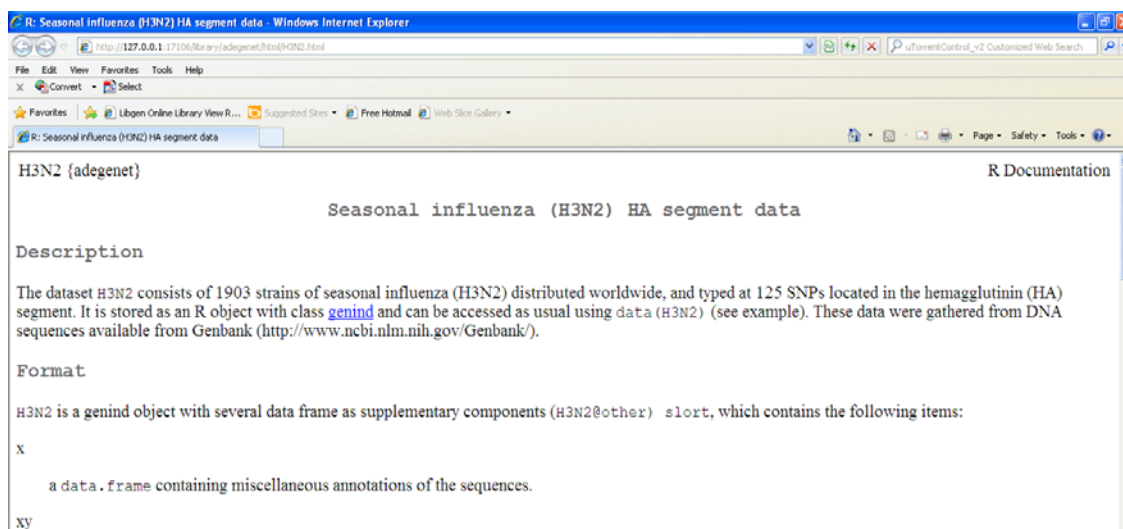 R: Seasonal influenza (H3N2) HA segment data - Windows Internet Explorer
http://127.0.0.1:17106/library/adegenet/html/H3N2.html
uTorrentControl_v2 Customized Web Search
File Edit View Favorites Tools Help
x Convert Select
Favorites Libgen Online Library View R... Suggested Sites Free Hotmail Web Slice Gallery
R: Seasonal influenza (H3N2) HA segment data
Page Safety Tools
H3N2 {adegenet}
R Documentation
Seasonal influenza (H3N2) HA segment data
Description
The dataset H3N2 consists of 1903 strains of seasonal influenza (H3N2) distributed worldwide, and typed at 125 SNPs located in the hemagglutinin (HA)
segment. It is stored as an R object with class genind and can be accessed as usual using data(H3N2) (see example). These data were gathered from DNA
sequences available from Genbank (http://www.ncbi.nlm.nih.gov/Genbank/).
Format
H3N2 is a genind object with several data frame as supplementary components (H3N2@other) slort, which contains the following items:
x
a data.frame containing miscellaneous annotations of the sequences.
xy